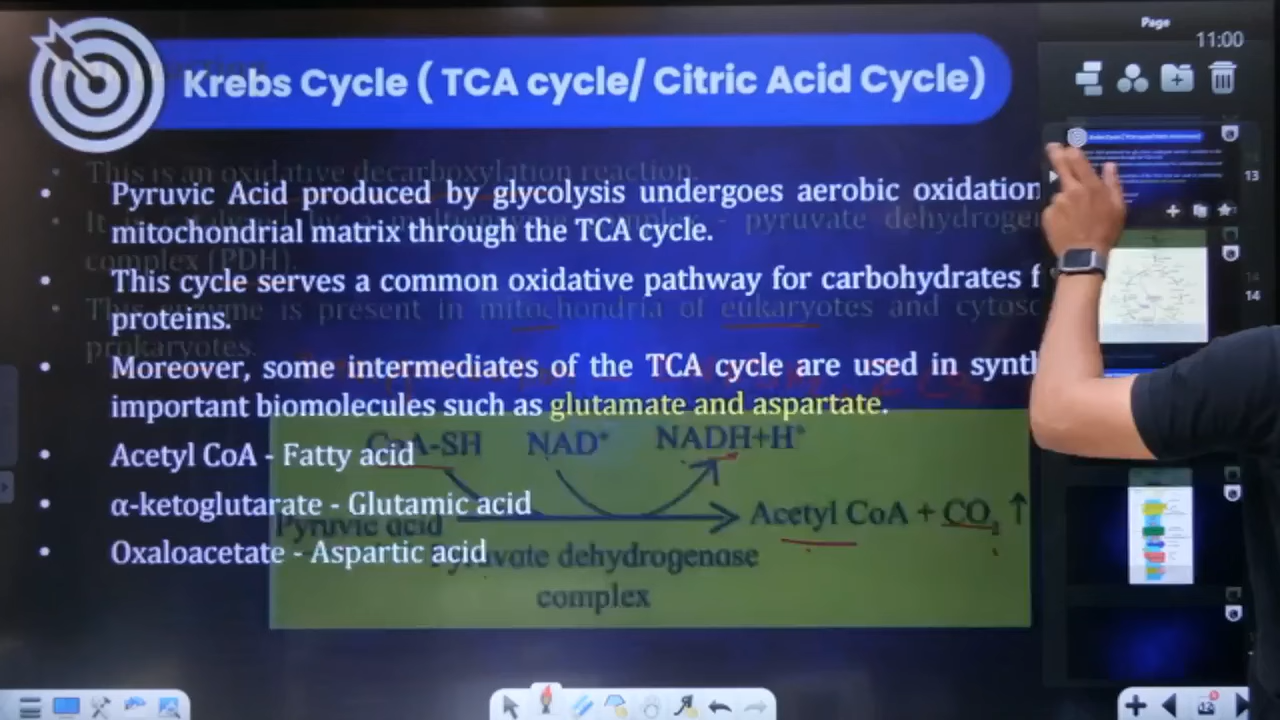 Page
11:00
Krebs Cycle ( TCA cycle/ Citric Acid Cycle)
This is an oxidative decarboxylation reaction.
• Pyruvic Acid produced by glycolysis undergoes aerobic oxidation
pyruvate dehydrogen
mitochondrial matrix through the TCA cycle.
complex (PDH).
• This cycle serves a common oxidative pathway for carbohydrates f
enzyme is present in mitochondria of eukaryotes and cytoso
proteins.
prokaryotes.
• Moreover, some intermediates of the TCA cycle are used in synth
important biomolecules such as glutamate and aspartate.
CoA-SH NAD⁺ NADH+H⁺
• Acetyl CoA - Fatty acid
• α-ketoglutarate - Glutamic acid
Pyruvic acid
Acetyl CoA + CO₂ ↑
• Oxaloacetate - Aspartic acid
Pyruvate dehydrogenase
complex
13
14
14
12